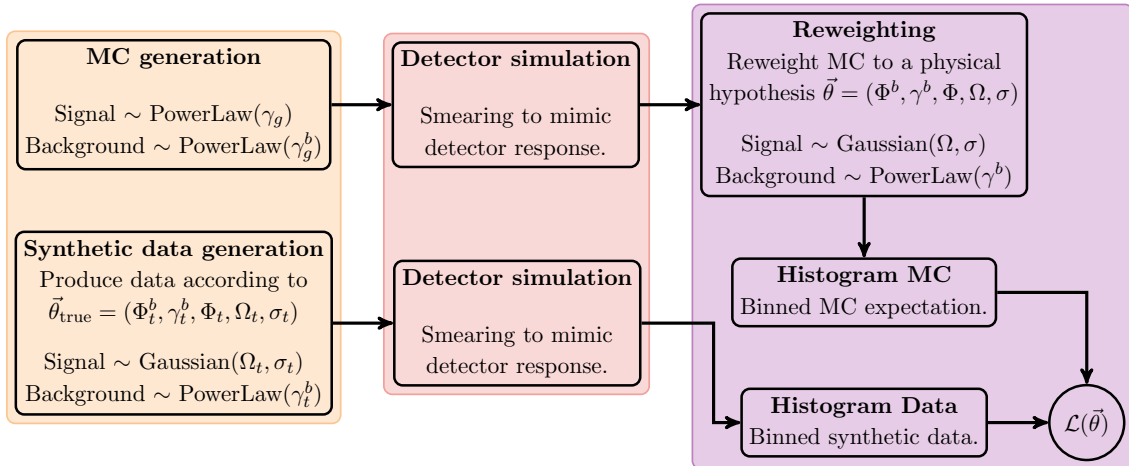 MC generation
Signal ∼ PowerLaw(γ_g)
Background ∼ PowerLaw(γ_g^b)
Detector simulation
Smearing to mimic
detector response.
Reweighting
Reweight MC to a physical
hypothesis θ⃗ = (Φ^b, γ^b, Φ, Ω, σ)
Signal ∼ Gaussian(Ω, σ)
Background ∼ PowerLaw(γ^b)
Synthetic data generation
Produce data according to
θ⃗_true = (Φ_t^b, γ_t^b, Φ_t, Ω_t, σ_t)
Signal ∼ Gaussian(Ω_t, σ_t)
Background ∼ PowerLaw(γ_t^b)
Detector simulation
Smearing to mimic
detector response.
Histogram MC
Binned MC expectation.
Histogram Data
Binned synthetic data.
ℒ(θ⃗)